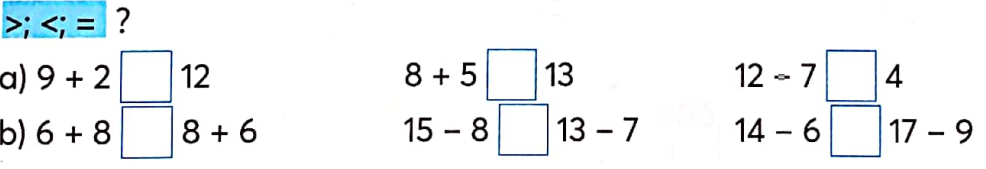 >; <; = ?
a) 9 + 2 □ 12 8 + 5 □ 13 12 - 7 □ 4
b) 6 + 8 □ 8 + 6 15 - 8 □ 13 - 7 14 - 6 □ 17 - 9